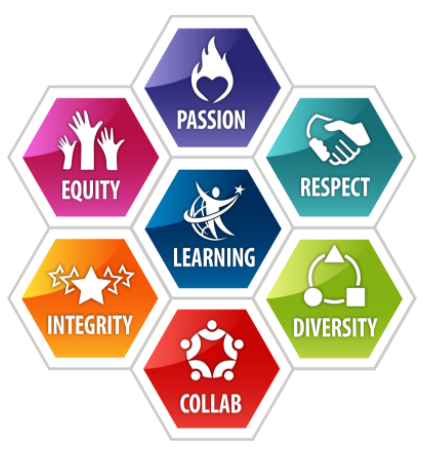 PASSION
EQUITY
RESPECT
LEARNING
INTEGRITY
DIVERSITY
COLLAB